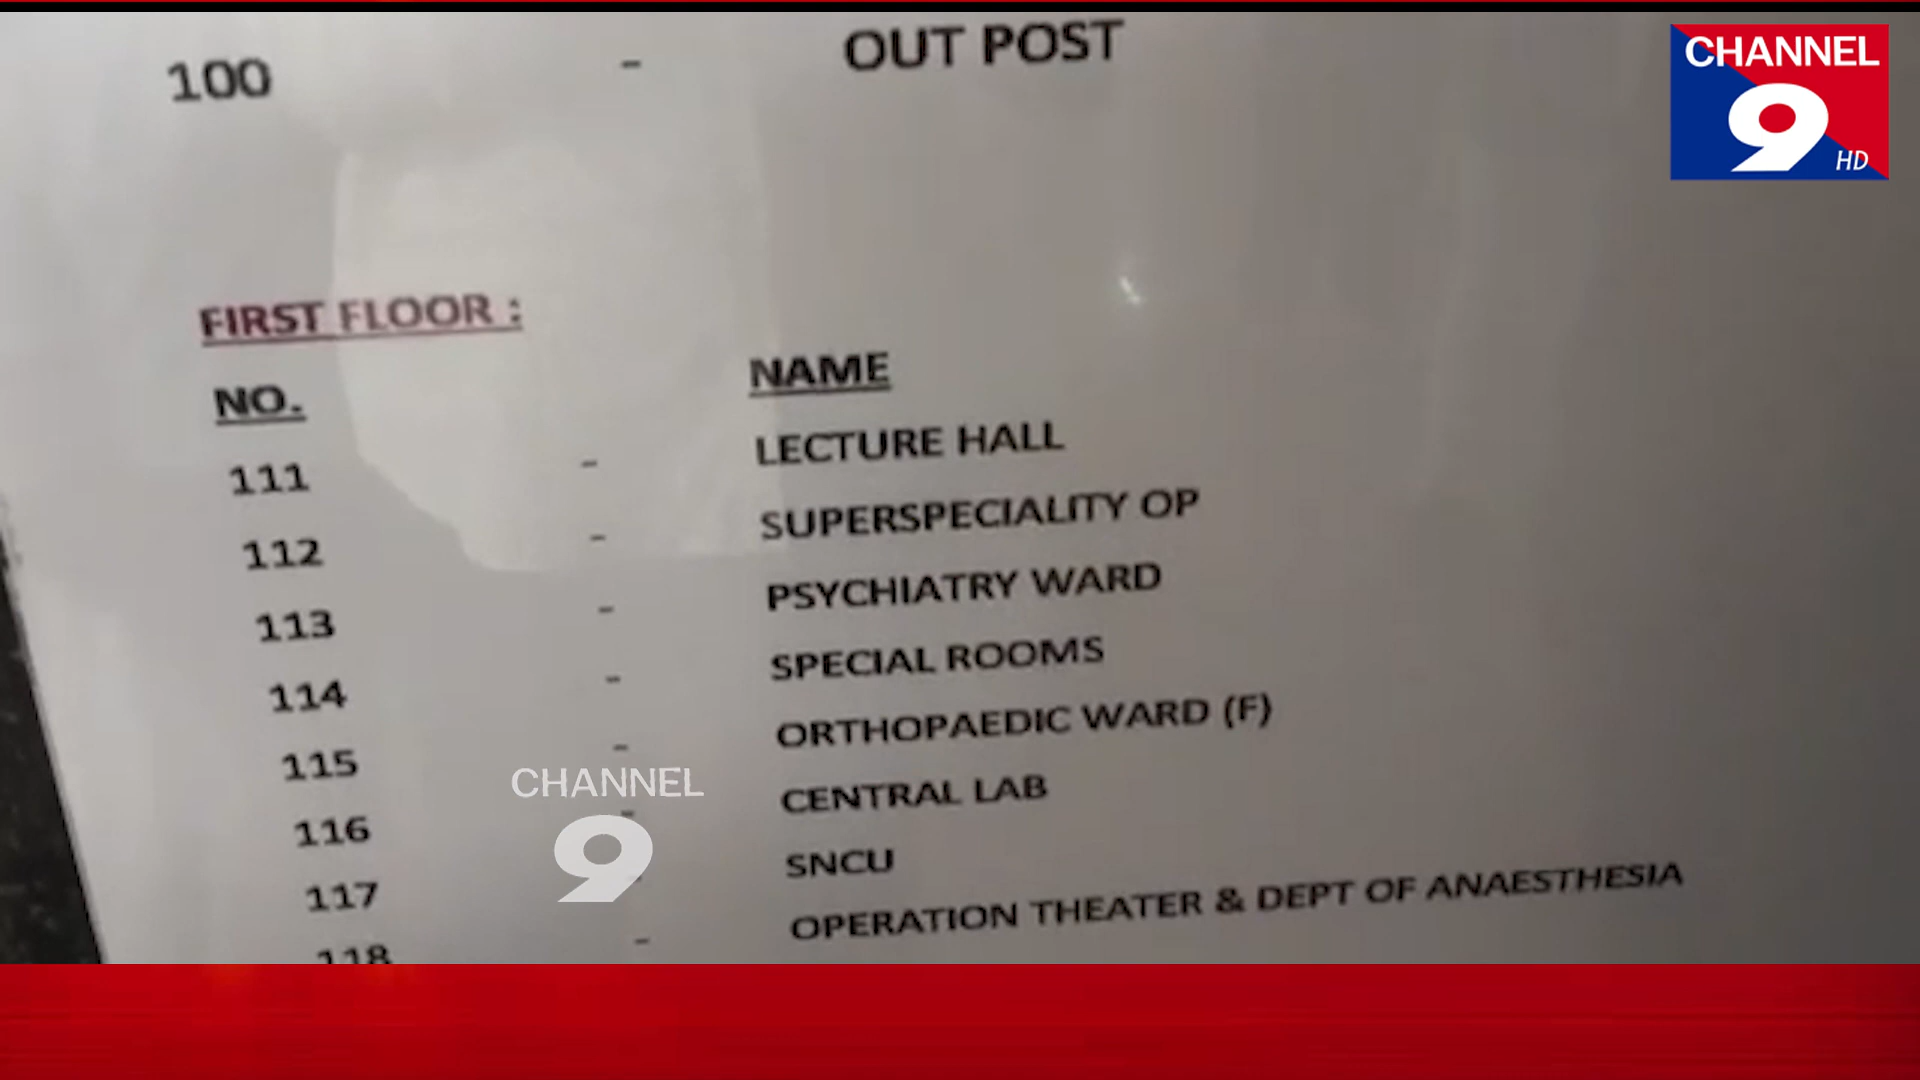 100 - OUT POST
CHANNEL
9
HD
FIRST FLOOR :
NO. NAME
111 - LECTURE HALL
112 - SUPERSPECIALITY OP
113 - PSYCHIATRY WARD
114 - SPECIAL ROOMS
115 - ORTHOPAEDIC WARD (F)
116 - CENTRAL LAB
117 - SNCU
118 - OPERATION THEATER & DEPT OF ANAESTHESIA
CHANNEL
9